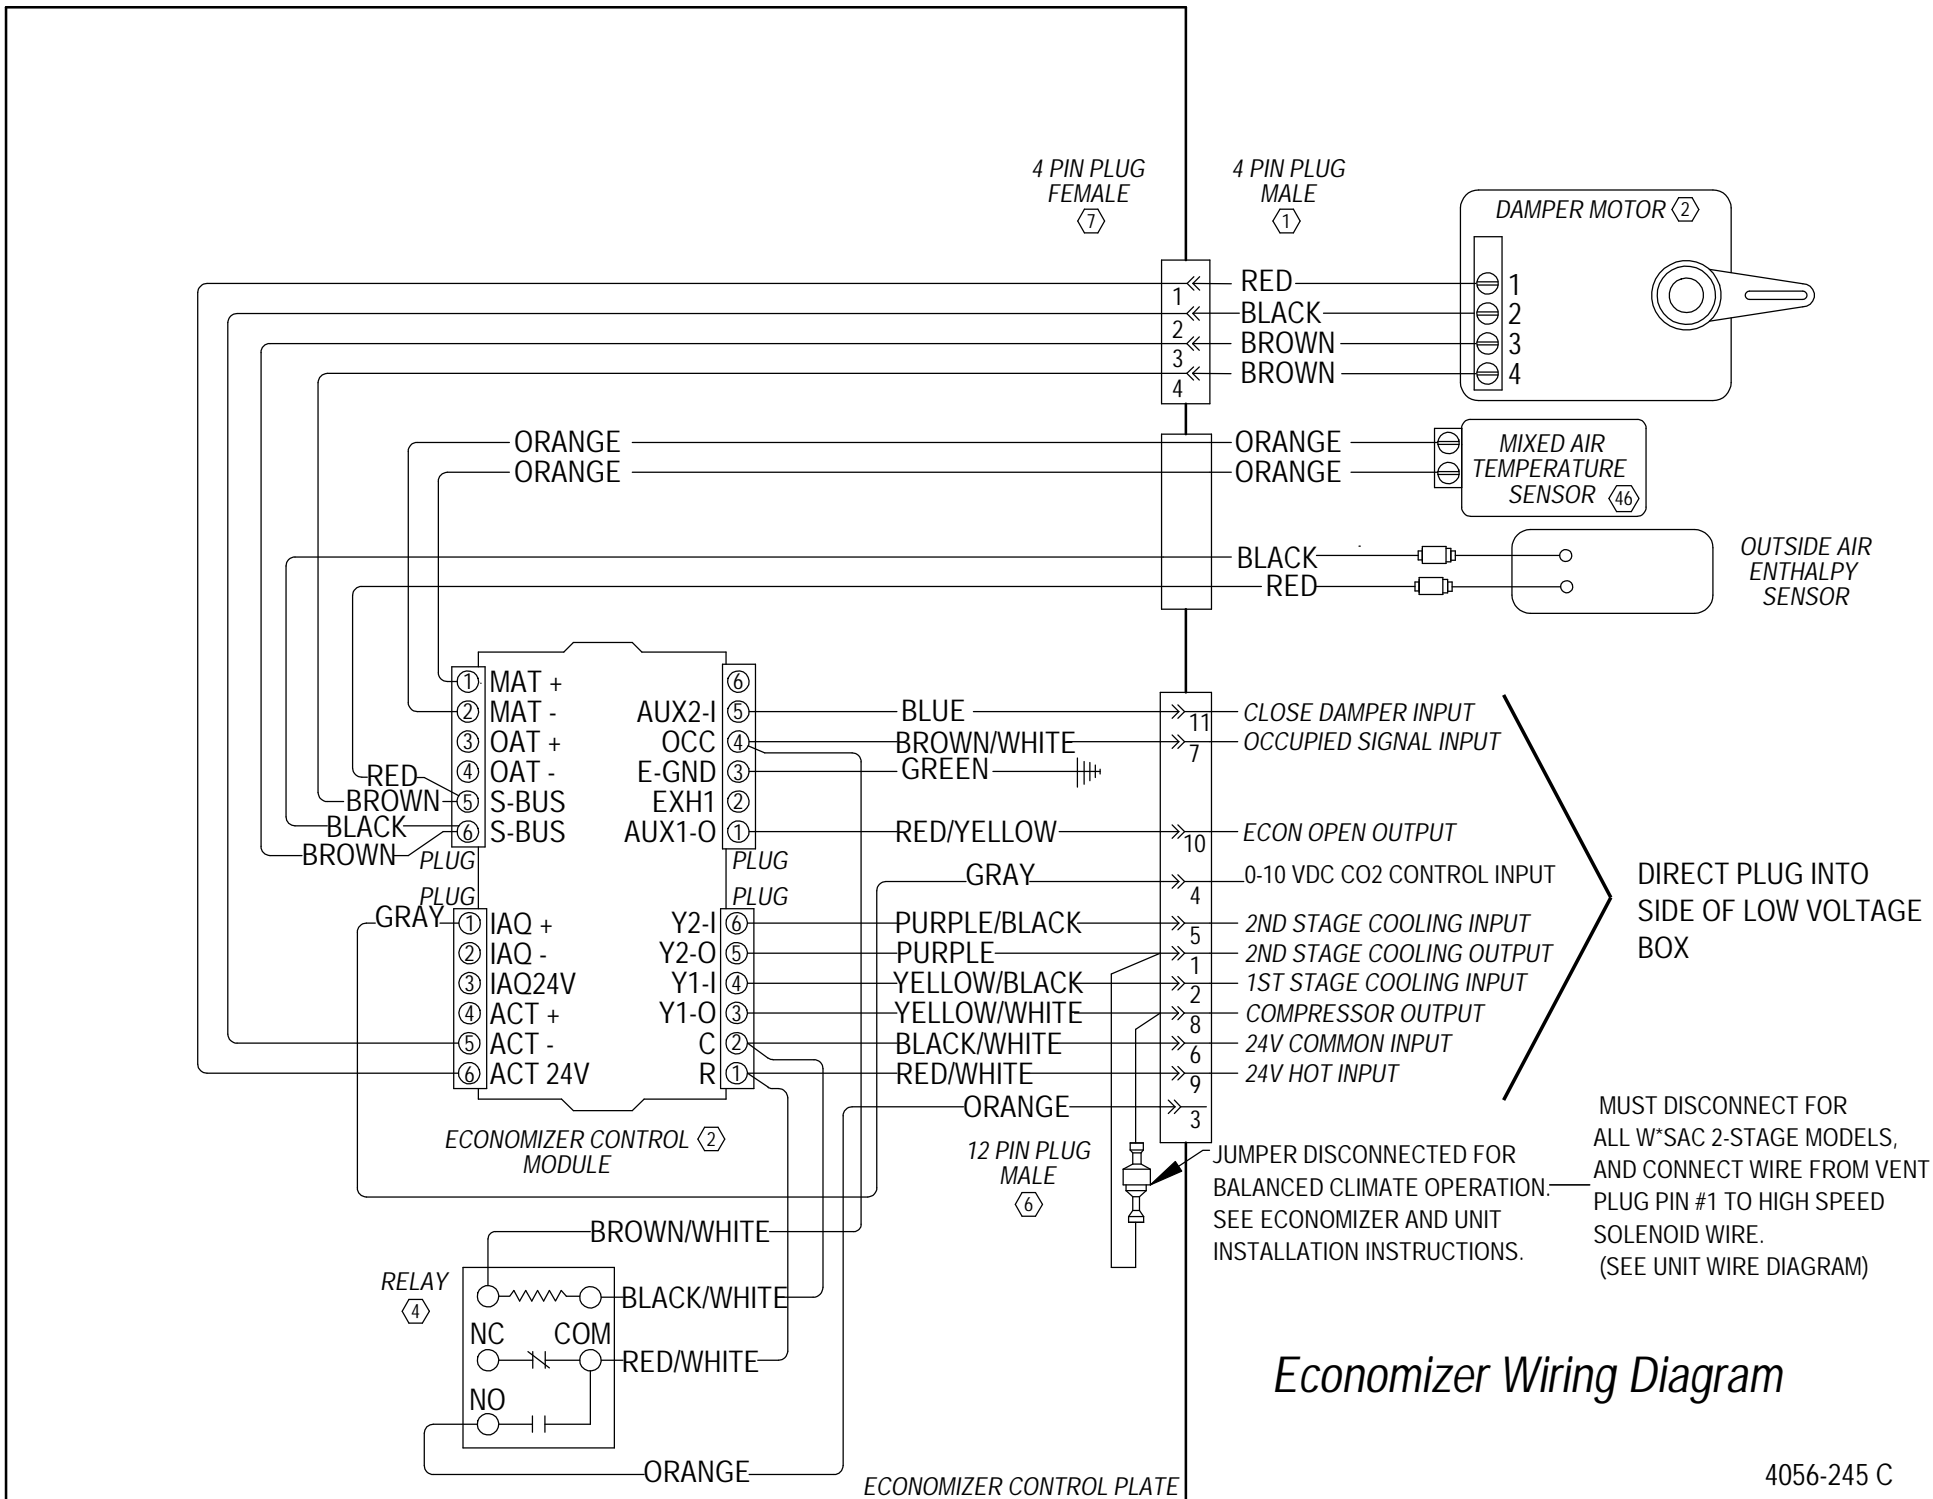 4 PIN PLUG
FEMALE
7
4 PIN PLUG
MALE
1
DAMPER MOTOR 2
1 RED 1
2 BLACK 2
3 BROWN 3
4 BROWN 4
ORANGE ORANGE
ORANGE ORANGE
MIXED AIR
TEMPERATURE
SENSOR 46
BLACK
RED
OUTSIDE AIR
ENTHALPY
SENSOR
1 MAT +
2 MAT -
3 OAT +
4 OAT -
RED
BROWN 5 S-BUS
BLACK 6 S-BUS
BROWN
PLUG
6
AUX2-I 5 BLUE 11 CLOSE DAMPER INPUT
OCC 4 BROWN/WHITE 7 OCCUPIED SIGNAL INPUT
E-GND 3 GREEN
EXH1 2
AUX1-O 1 RED/YELLOW 10 ECON OPEN OUTPUT
PLUG
PLUG
GRAY 1 IAQ +
2 IAQ -
3 IAQ24V
4 ACT +
5 ACT -
6 ACT 24V
PLUG
GRAY 4 0-10 VDC CO2 CONTROL INPUT
Y2-I 6 PURPLE/BLACK 5 2ND STAGE COOLING INPUT
Y2-O 5 PURPLE 1 2ND STAGE COOLING OUTPUT
Y1-I 4 YELLOW/BLACK 2 1ST STAGE COOLING INPUT
Y1-O 3 YELLOW/WHITE 8 COMPRESSOR OUTPUT
C 2 BLACK/WHITE 6 24V COMMON INPUT
R 1 RED/WHITE 9 24V HOT INPUT
ORANGE 3
DIRECT PLUG INTO
SIDE OF LOW VOLTAGE
BOX
ECONOMIZER CONTROL 2
MODULE
12 PIN PLUG
MALE
6
JUMPER DISCONNECTED FOR
BALANCED CLIMATE OPERATION.
SEE ECONOMIZER AND UNIT
INSTALLATION INSTRUCTIONS.
MUST DISCONNECT FOR
ALL W*SAC 2-STAGE MODELS,
AND CONNECT WIRE FROM VENT
PLUG PIN #1 TO HIGH SPEED
SOLENOID WIRE.
(SEE UNIT WIRE DIAGRAM)
BROWN/WHITE
RELAY
4
BLACK/WHITE
NC COM
RED/WHITE
NO
ORANGE
Economizer Wiring Diagram
ECONOMIZER CONTROL PLATE
4056-245 C